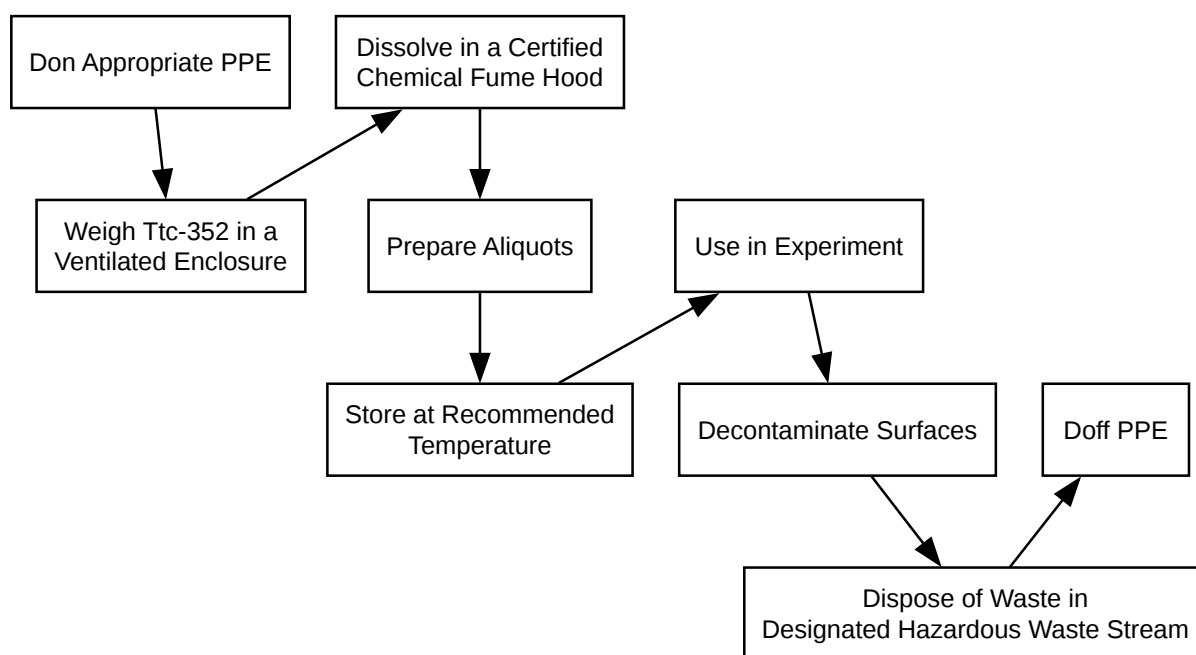 Don Appropriate PPE
Dissolve in a Certified
Chemical Fume Hood
Weigh Ttc-352 in a
Ventilated Enclosure
Prepare Aliquots
Use in Experiment
Store at Recommended
Temperature
Decontaminate Surfaces
Doff PPE
Dispose of Waste in
Designated Hazardous Waste Stream